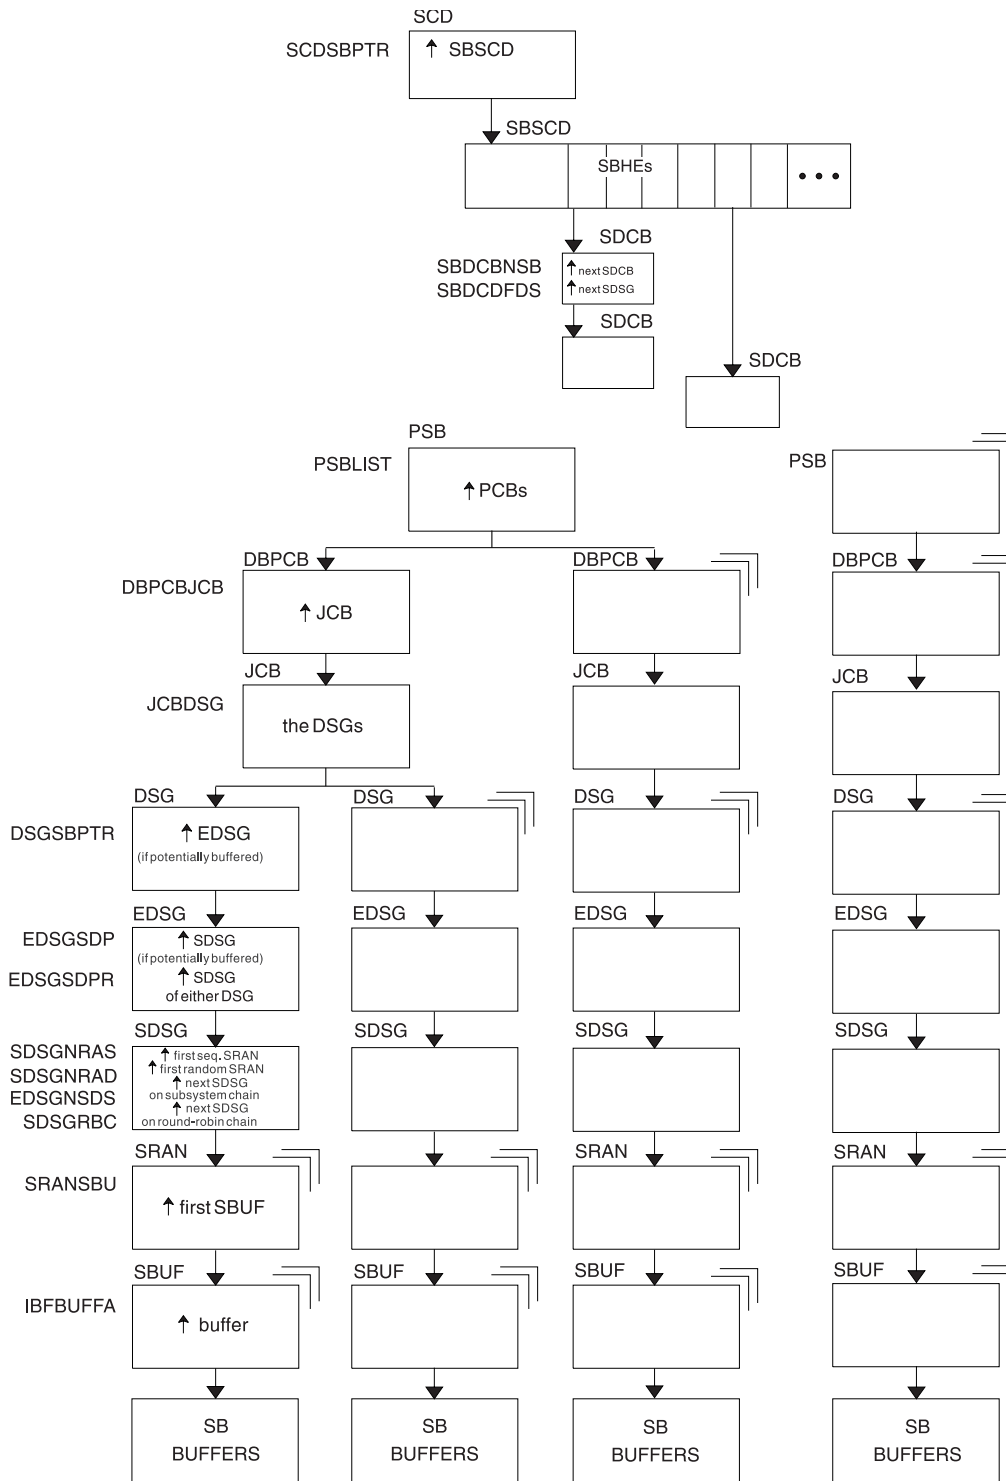 SCD
SCDSBPTR
↑ SBSCD
SBSCD
SBHEs
• • •
SDCB
SBDCBNSB
↑ next SDCB
SBDCDFDS
↑ next SDSG
SDCB
SDCB
PSB
PSBLIST
↑ PCBs
PSB
DBPCB
DBPCB
DBPCB
DBPCBJCB
↑ JCB
JCB
JCB
JCB
JCBDSG
the DSGs
DSG
DSG
DSG
DSG
DSGSBPTR
↑ EDSG
(if potentially buffered)
EDSG
EDSG
EDSG
EDSG
EDSGSDP
↑ SDSG
(if potentially buffered)
EDSGSDPR
↑ SDSG
of either DSG
SDSG
SDSG
SDSG
SDSG
SDSGNRAS
↑ first seq. SRAN
SDSGNRAD
↑ first random SRAN
EDSGNSDS
↑ next SDSG
on subsystem chain
SDSGRBC
↑ next SDSG
on round-robin chain
SRAN
SRAN
SRAN
SRANSBU
↑ first SBUF
SBUF
SBUF
SBUF
SBUF
IBFBUFFA
↑ buffer
SB
BUFFERS
SB
BUFFERS
SB
BUFFERS
SB
BUFFERS